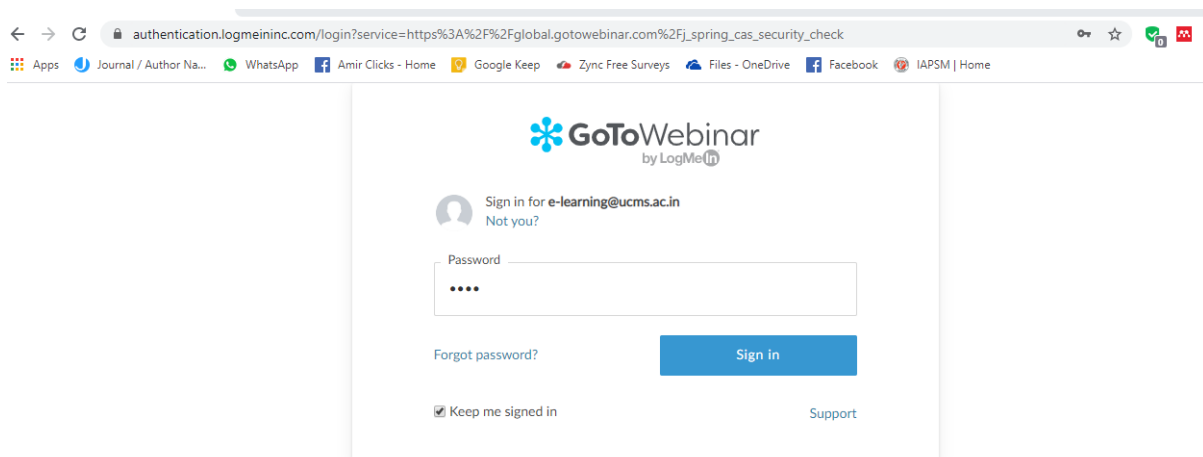 authentication.logmeininc.com/login?service=https%3A%2F%2Fglobal.gotowebinar.com%2Fj_spring_cas_security_check
0
Apps Journal / Author Na... WhatsApp Amir Clicks - Home Google Keep Zync Free Surveys Files - OneDrive Facebook IAPSM | Home
GoToWebinar
by LogMeIn
Sign in for e-learning@ucms.ac.in
Not you?
Password
••••
Forgot password? Sign in
Keep me signed in Support